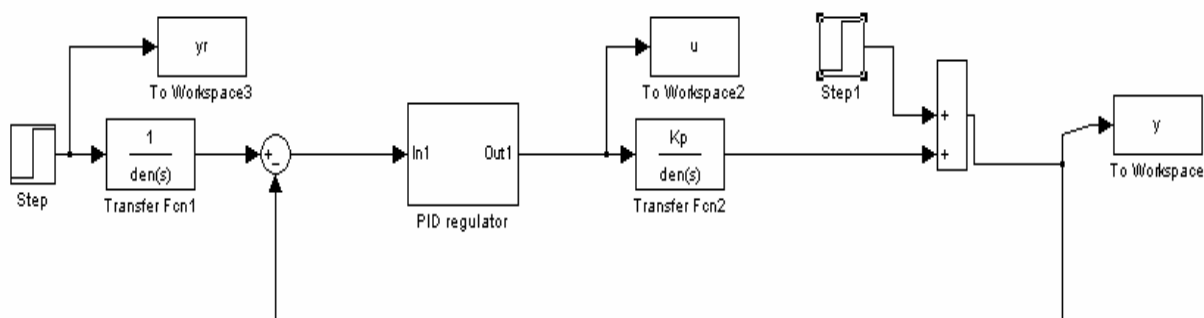 yr
To Workspace3
u
To Workspace2
Step1
+
+
y
To Workspace
Step
1
den(s)
Transfer Fcn1
+
-
In1
Out1
PID regulator
Kp
den(s)
Transfer Fcn2